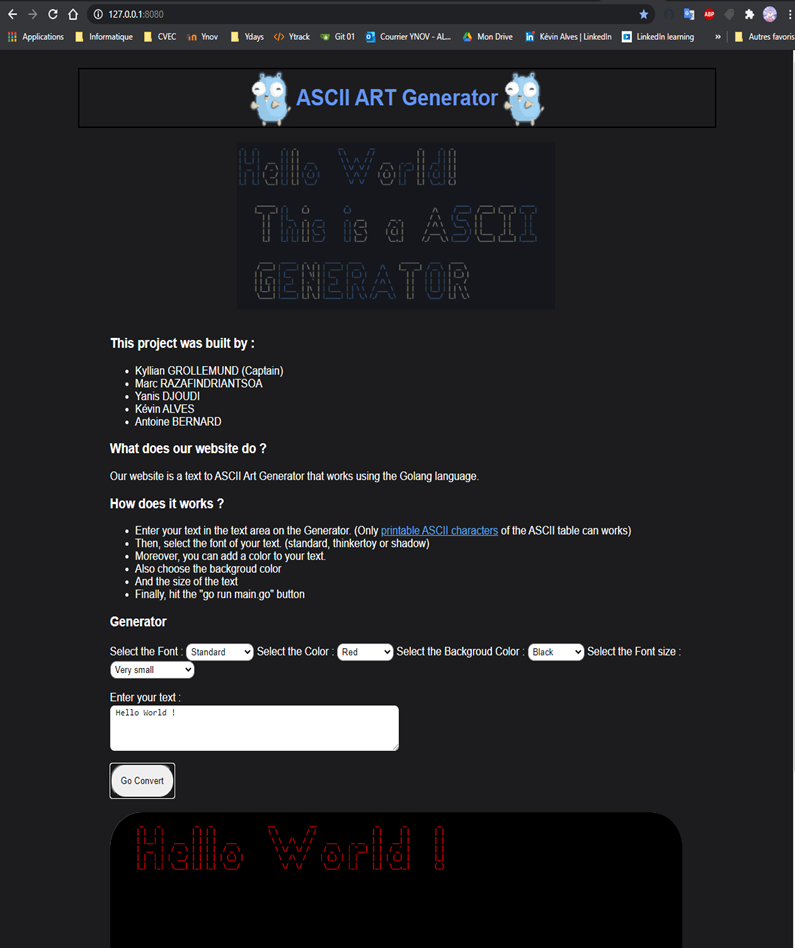 127.0.0.1:8080
Applications Informatique CVEC Ynov Ydays Ytrack Git 01 Courrier YNOV - AL... Mon Drive Kévin Alves | LinkedIn LinkedIn learning » Autres favoris
ASCII ART Generator
Hello World!
This is a ASCII
GENERATOR
This project was built by :
Kyllian GROLLEMUND (Captain)
Marc RAZAFINDRIANTSOA
Yanis DJOUDI
Kévin ALVES
Antoine BERNARD
What does our website do ?
Our website is a text to ASCII Art Generator that works using the Golang language.
How does it works ?
Enter your text in the text area on the Generator. (Only printable ASCII characters of the ASCII table can works)
Then, select the font of your text. (standard, thinkertoy or shadow)
Moreover, you can add a color to your text.
Also choose the backgroud color
And the size of the text
Finally, hit the "go run main.go" button
Generator
Select the Font : Standard Select the Color : Red Select the Backgroud Color : Black Select the Font size :
Very small
Enter your text :
Hello World !
Go Convert
Hello World !